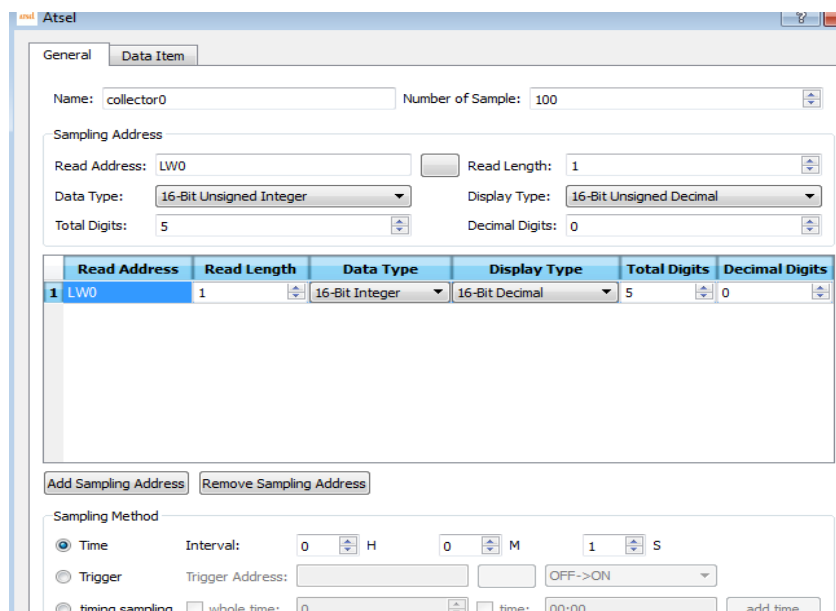 Atsel
General Data Item
Name: collector0 Number of Sample: 100
Sampling Address
Read Address: LW0 Read Length: 1
Data Type: 16-Bit Unsigned Integer Display Type: 16-Bit Unsigned Decimal
Total Digits: 5 Decimal Digits: 0
Read Address Read Length Data Type Display Type Total Digits Decimal Digits
1 LW0 1 16-Bit Integer 16-Bit Decimal 5 0
Add Sampling Address Remove Sampling Address
Sampling Method
Time Interval: 0 H 0 M 1 S
Trigger Trigger Address: OFF->ON
timing sampling whole time: 0 time: 00:00 add time